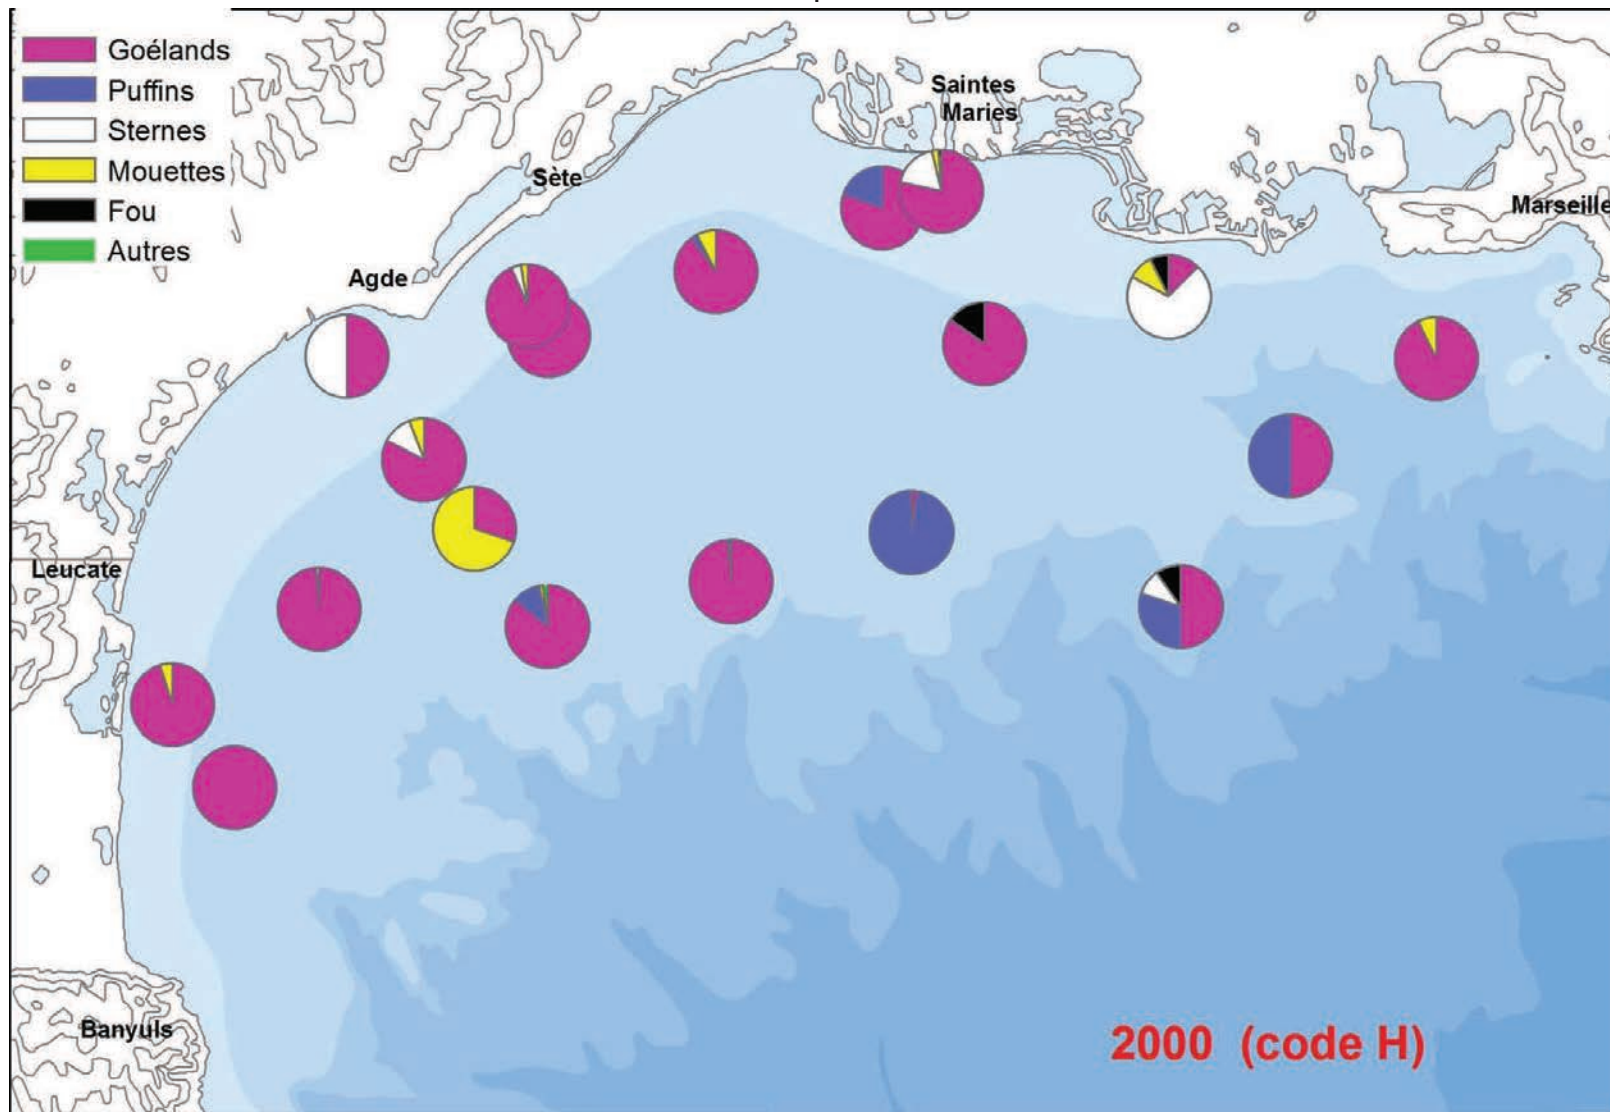 Goélands
Puffins
Sternes
Mouettes
Fou
Autres
Saintes
Maries
Sète
Marseille
Agde
Leucate
Banyuls
2000 (code H)